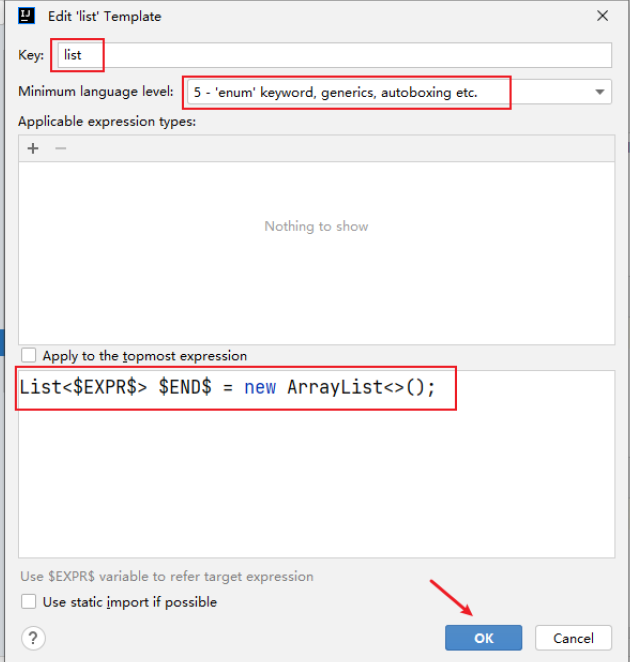 IJ Edit 'list' Template
Key: list
Minimum language level: 5 - 'enum' keyword, generics, autoboxing etc.
Applicable expression types:
Nothing to show
Apply to the topmost expression
List<$EXPR$> $END$ = new ArrayList<>();
Use $EXPR$ variable to refer target expression
Use static import if possible
? OK Cancel